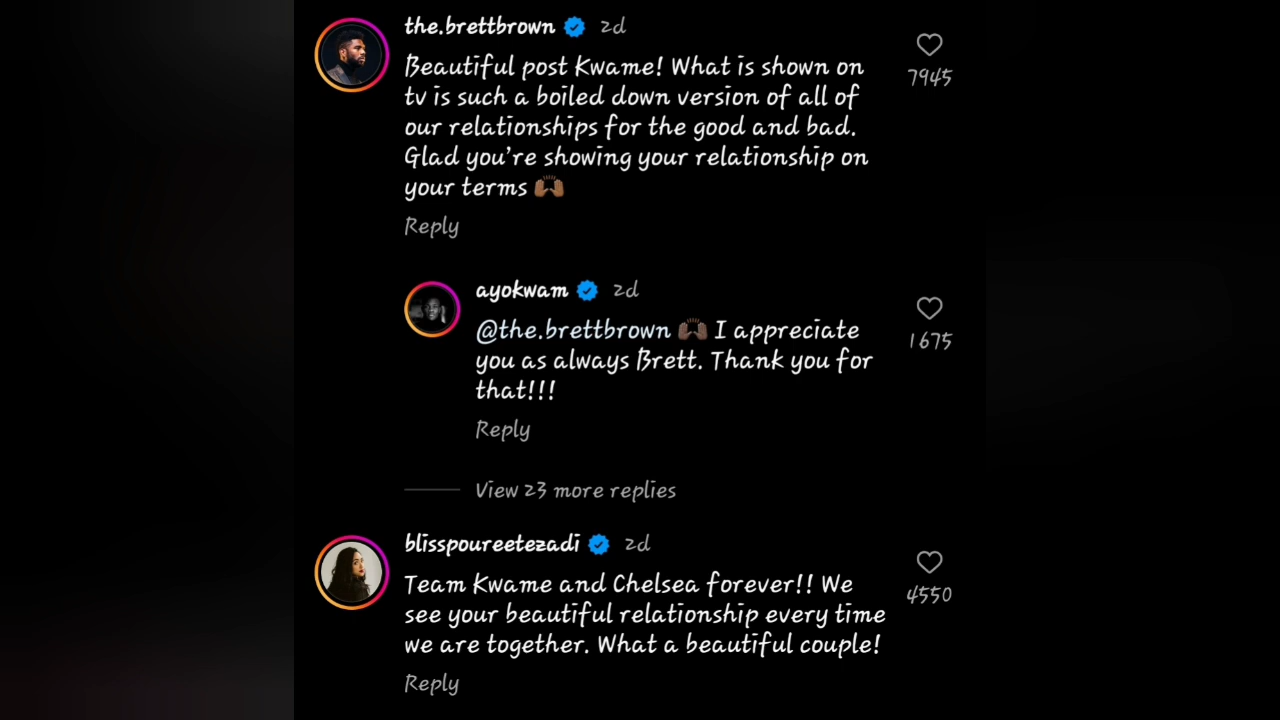 the.brettbrown 2d
Beautiful post Kwame! What is shown on
tv is such a boiled down version of all of
our relationships for the good and bad.
Glad you're showing your relationship on
your terms 🙌🏾
7945
Reply
ayokwam 2d
@the.brettbrown 🙌🏾 I appreciate
you as always Brett. Thank you for
that!!!
1675
Reply
View 23 more replies
blisspoureetezadi 2d
Team Kwame and Chelsea forever!! We
see your beautiful relationship every time
we are together. What a beautiful couple!
4550
Reply